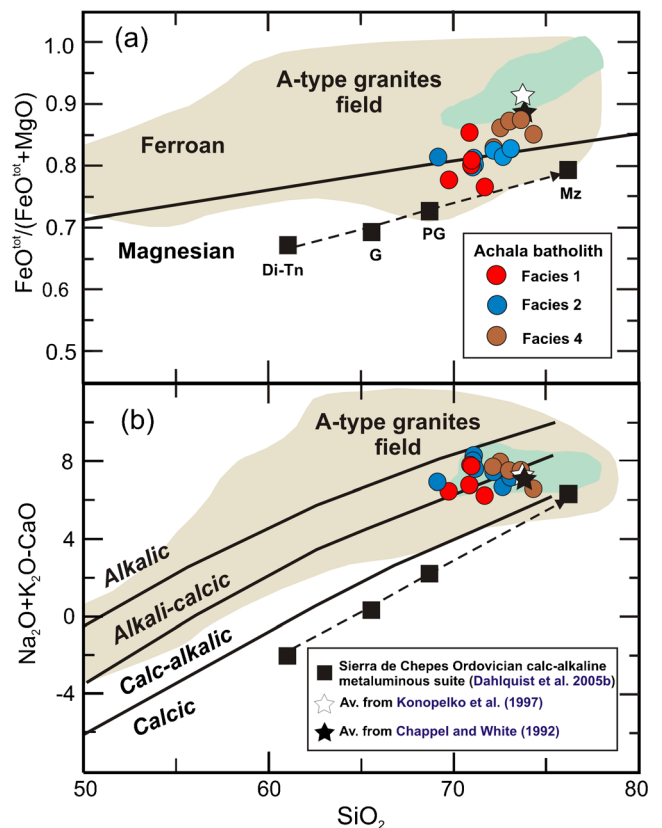 (a)
A-type granites
field
Ferroan
Magnesian
Di-Tn
G
PG
Mz
Achala batholith
Facies 1
Facies 2
Facies 4
1.0
0.9
0.8
0.7
0.6
0.5
FeOᵗᵒᵗ/(FeOᵗᵒᵗ+MgO)
(b)
A-type granites
field
Alkalic
Alkali-calcic
Calc-alkalic
Calcic
8
4
0
-4
Na₂O+K₂O-CaO
Sierra de Chepes Ordovician calc-alkaline
metaluminous suite (Dahlquist et al. 2005b)
Av. from Konopelko et al. (1997)
Av. from Chappel and White (1992)
50 60 70 80
SiO₂